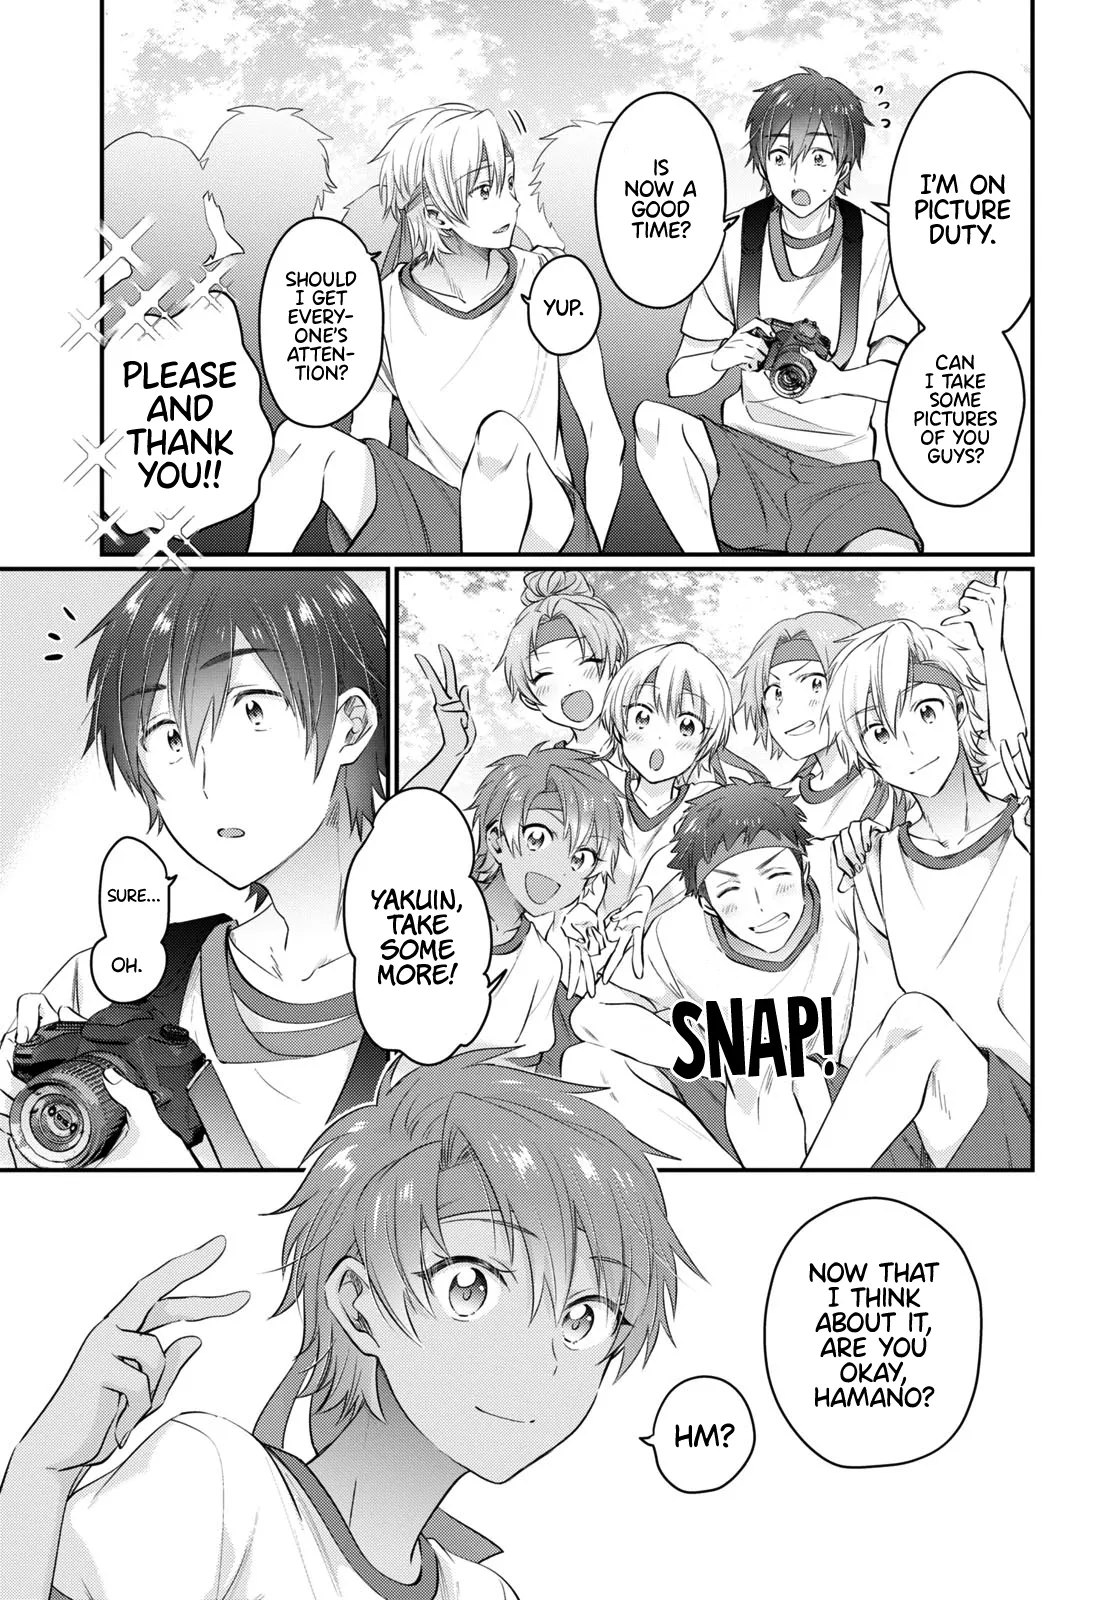 I'M ON
PICTURE
DUTY.
CAN
I TAKE
SOME
PICTURES
OF YOU
GUYS?
IS
NOW A
GOOD
TIME?
YUP.
SHOULD
I GET
EVERY-
ONE'S
ATTEN-
TION?
PLEASE
AND
THANK
YOU!!
SNAP!
YAKUIN,
TAKE
SOME
MORE!
SURE...
OH.
NOW THAT
I THINK
ABOUT IT,
ARE YOU
OKAY,
HAMANO?
HM?